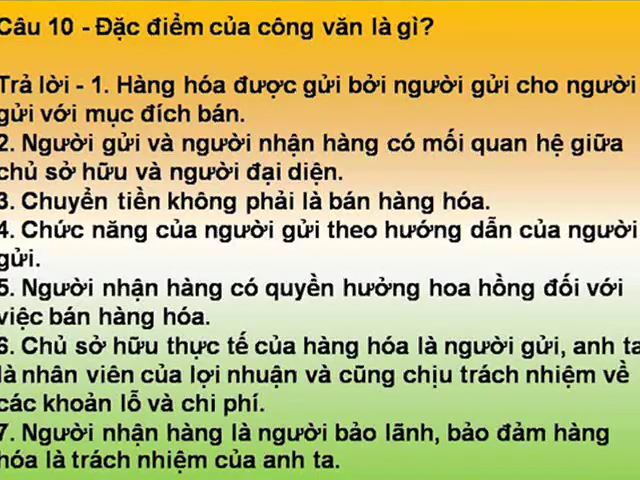 Câu 10 - Đặc điểm của công văn là gì?
Trả lời - 1. Hàng hóa được gửi bởi người gửi cho người
gửi với mục đích bán.
2. Người gửi và người nhận hàng có mối quan hệ giữa
chủ sở hữu và người đại diện.
3. Chuyển tiền không phải là bán hàng hóa.
4. Chức năng của người gửi theo hướng dẫn của người
gửi.
5. Người nhận hàng có quyền hưởng hoa hồng đối với
việc bán hàng hóa.
6. Chủ sở hữu thực tế của hàng hóa là người gửi, anh ta
là nhân viên của lợi nhuận và cũng chịu trách nhiệm về
các khoản lỗ và chi phí.
7. Người nhận hàng là người bảo lãnh, bảo đảm hàng
hóa là trách nhiệm của anh ta.